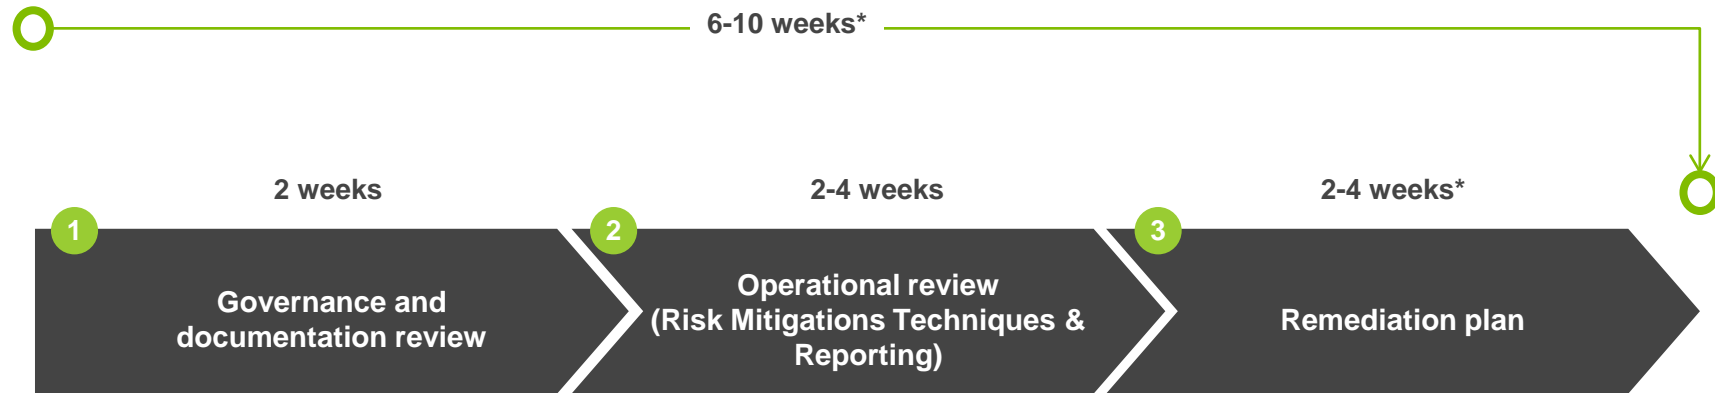 6-10 weeks*
2 weeks
2-4 weeks
2-4 weeks*
1
2
3
Governance and
documentation review
Operational review
(Risk Mitigations Techniques &
Reporting)
Remediation plan